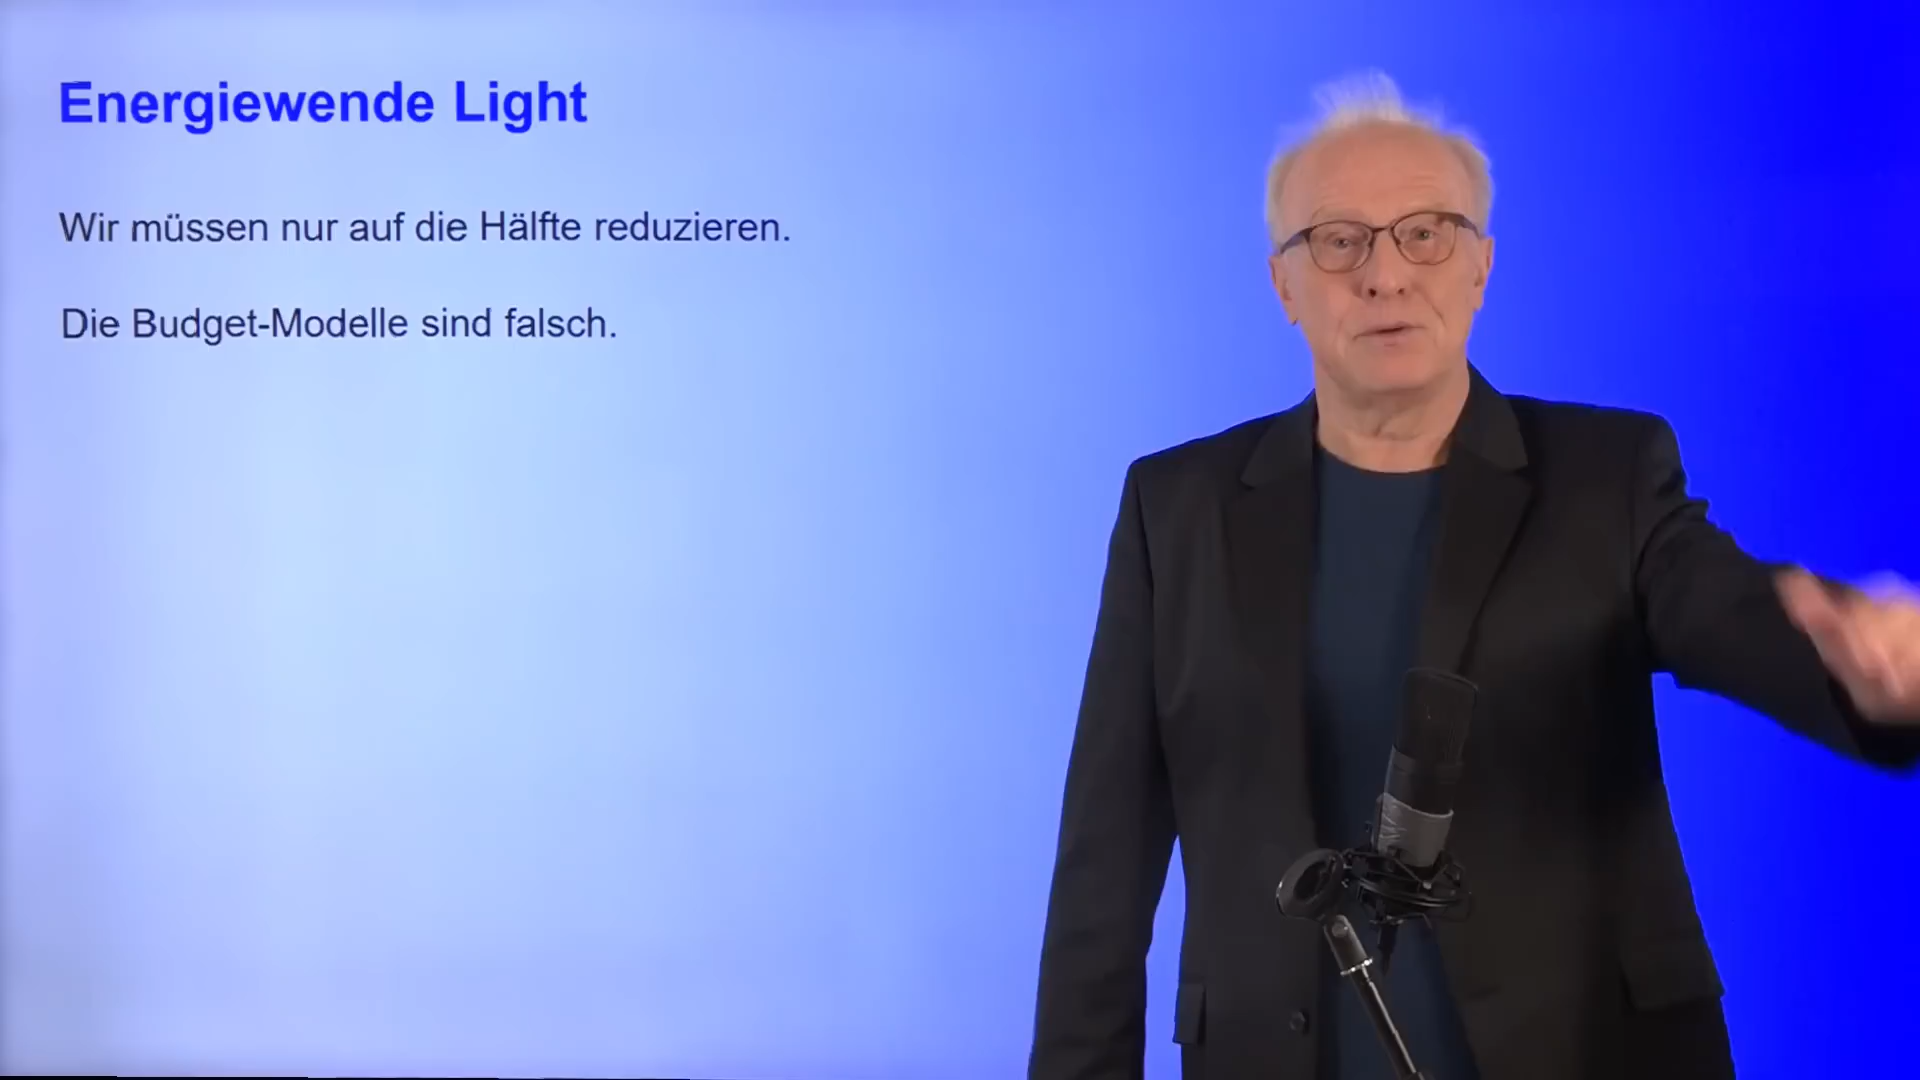 Energiewende Light
Wir müssen nur auf die Hälfte reduzieren.
Die Budget-Modelle sind falsch.